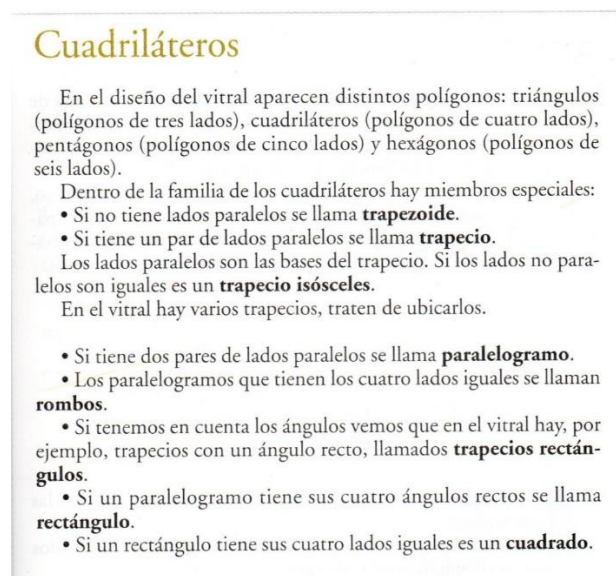 Cuadriláteros
En el diseño del vitral aparecen distintos polígonos: triángulos
(polígonos de tres lados), cuadriláteros (polígonos de cuatro lados),
pentágonos (polígonos de cinco lados) y hexágonos (polígonos de
seis lados).
Dentro de la familia de los cuadriláteros hay miembros especiales:
• Si no tiene lados paralelos se llama trapezoide.
• Si tiene un par de lados paralelos se llama trapecio.
Los lados paralelos son las bases del trapecio. Si los lados no para-
lelos son iguales es un trapecio isósceles.
En el vitral hay varios trapecios, traten de ubicarlos.
• Si tiene dos pares de lados paralelos se llama paralelogramo.
• Los paralelogramos que tienen los cuatro lados iguales se llaman
rombos.
• Si tenemos en cuenta los ángulos vemos que en el vitral hay, por
ejemplo, trapecios con un ángulo recto, llamados trapecios rectán-
gulos.
• Si un paralelogramo tiene sus cuatro ángulos rectos se llama
rectángulo.
• Si un rectángulo tiene sus cuatro lados iguales es un cuadrado.